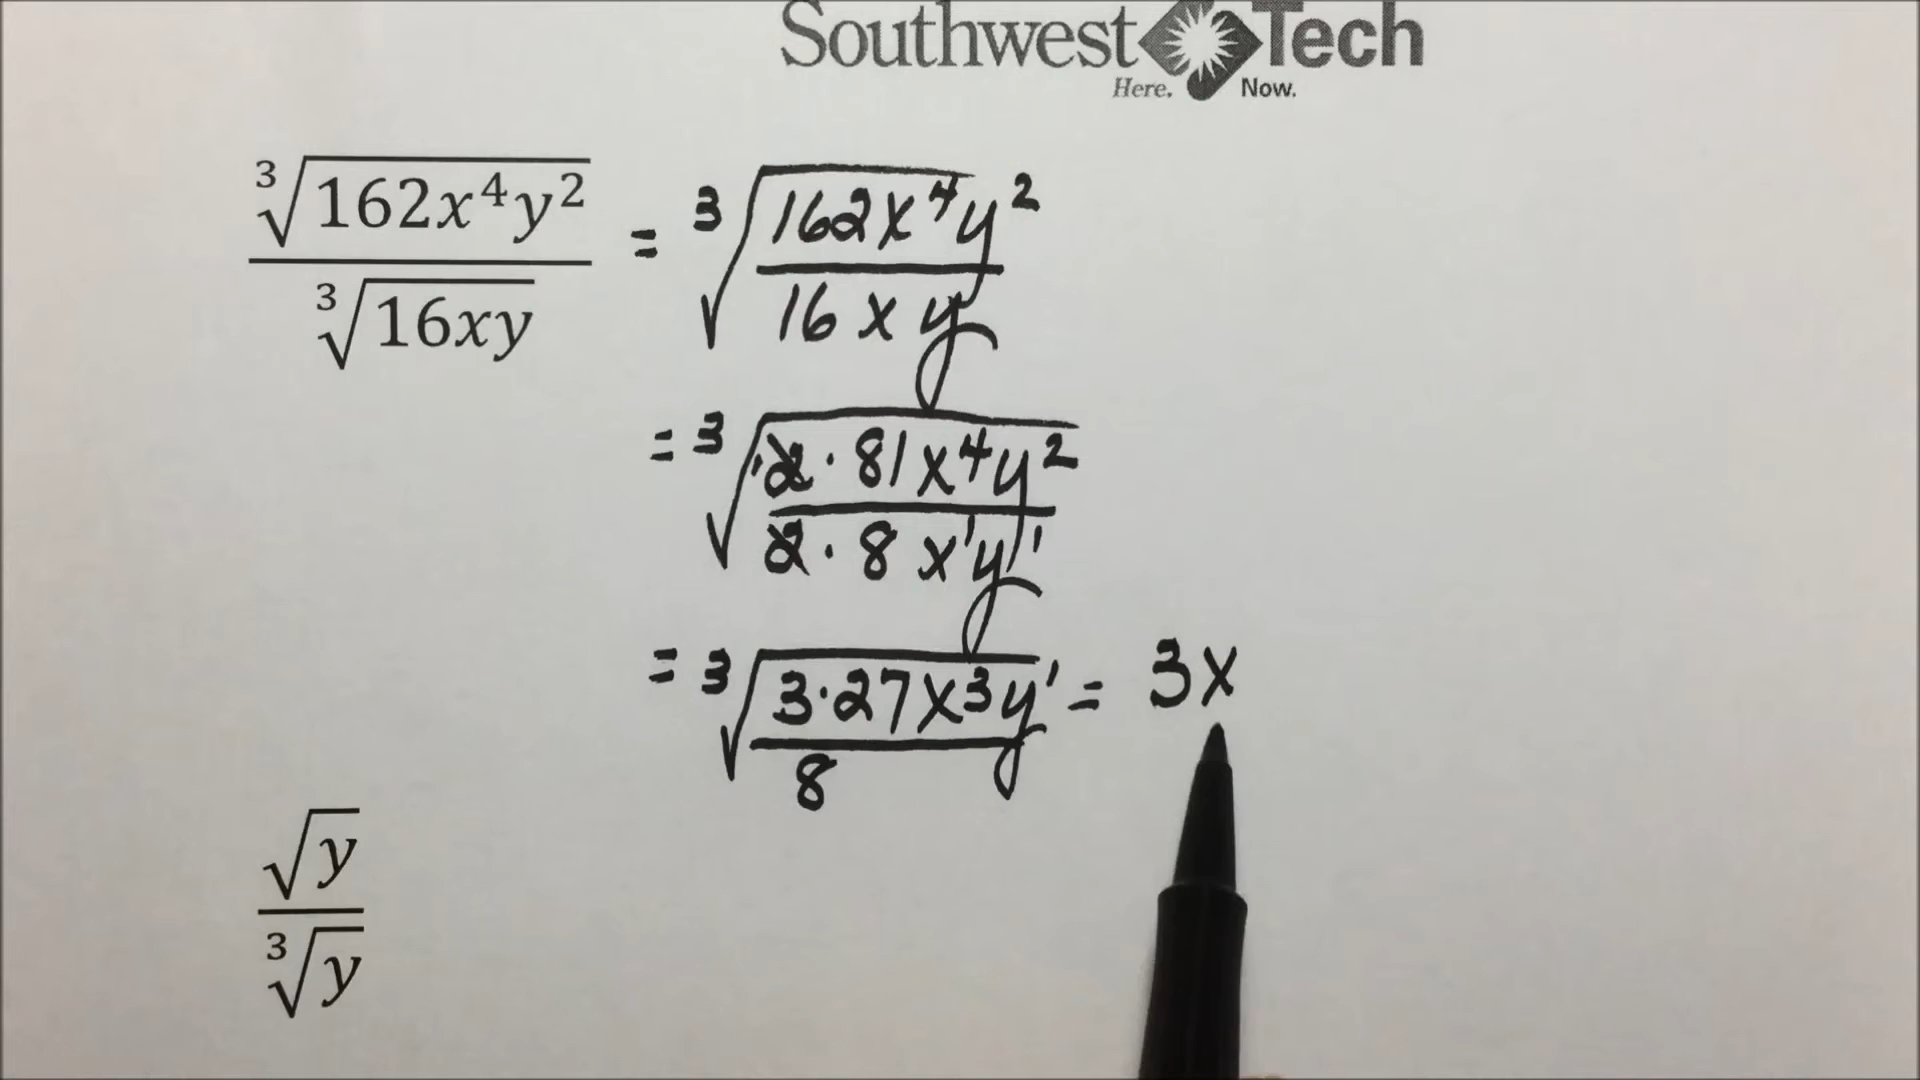 Southwest Tech
Here. Now.
∛(162x⁴y²) / ∛(16xy) = ∛(162x⁴y² / 16xy)
= ∛(2·81x⁴y² / 2·8x¹y¹)
= ∛(3·27x³y¹ / 8) = 3x
√y / ∛y